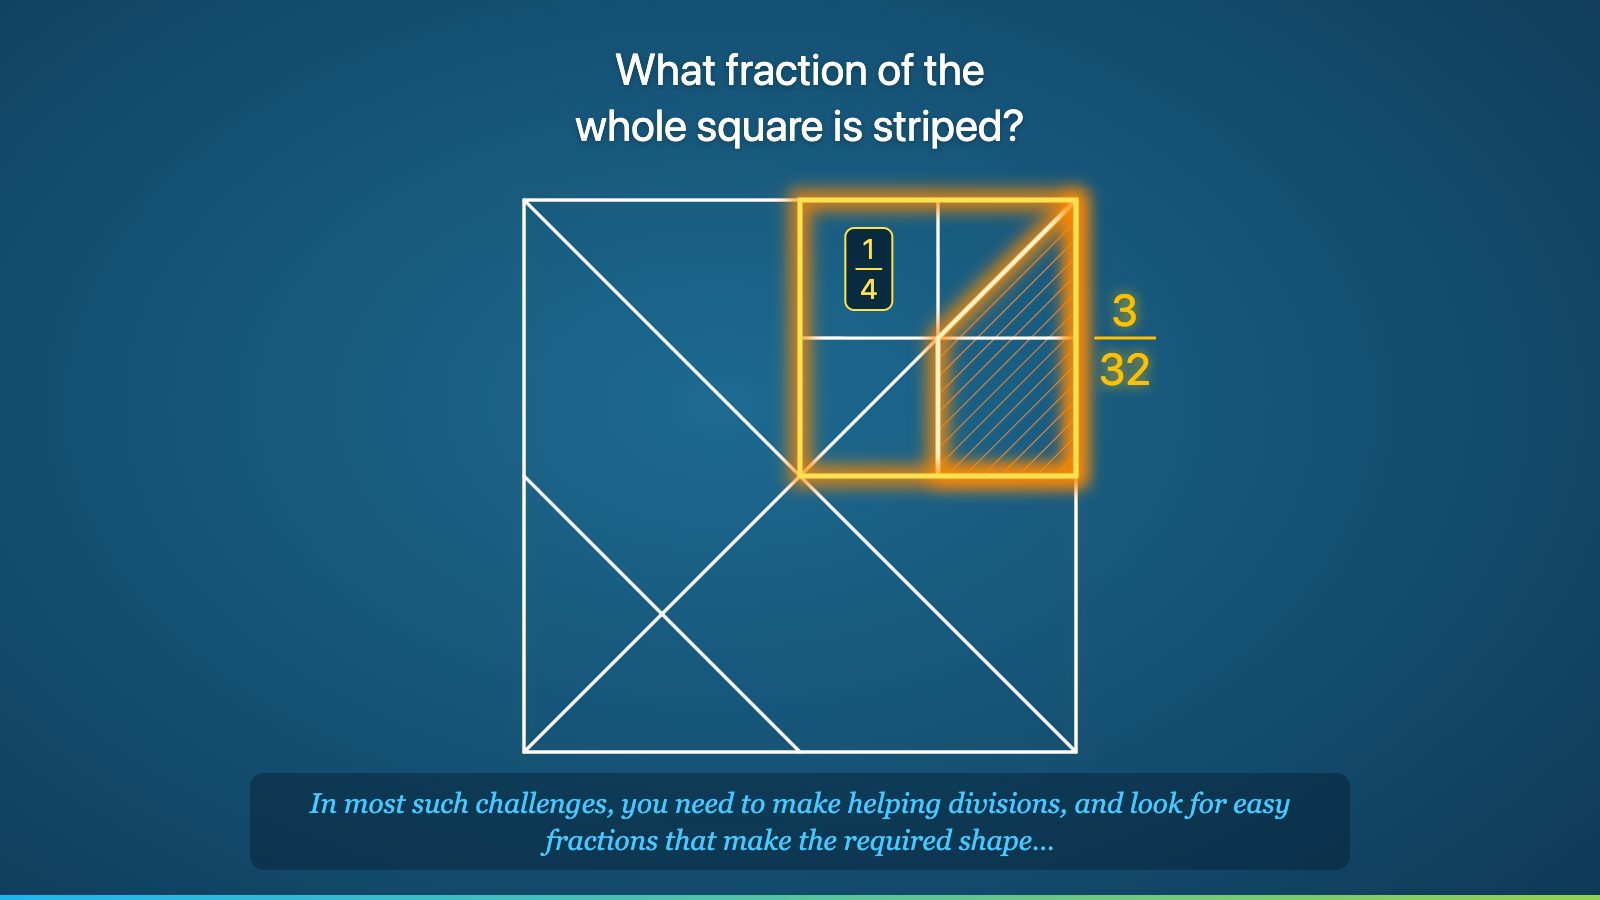 What fraction of the
whole square is striped?
1
4
3
32
In most such challenges, you need to make helping divisions, and look for easy
fractions that make the required shape...